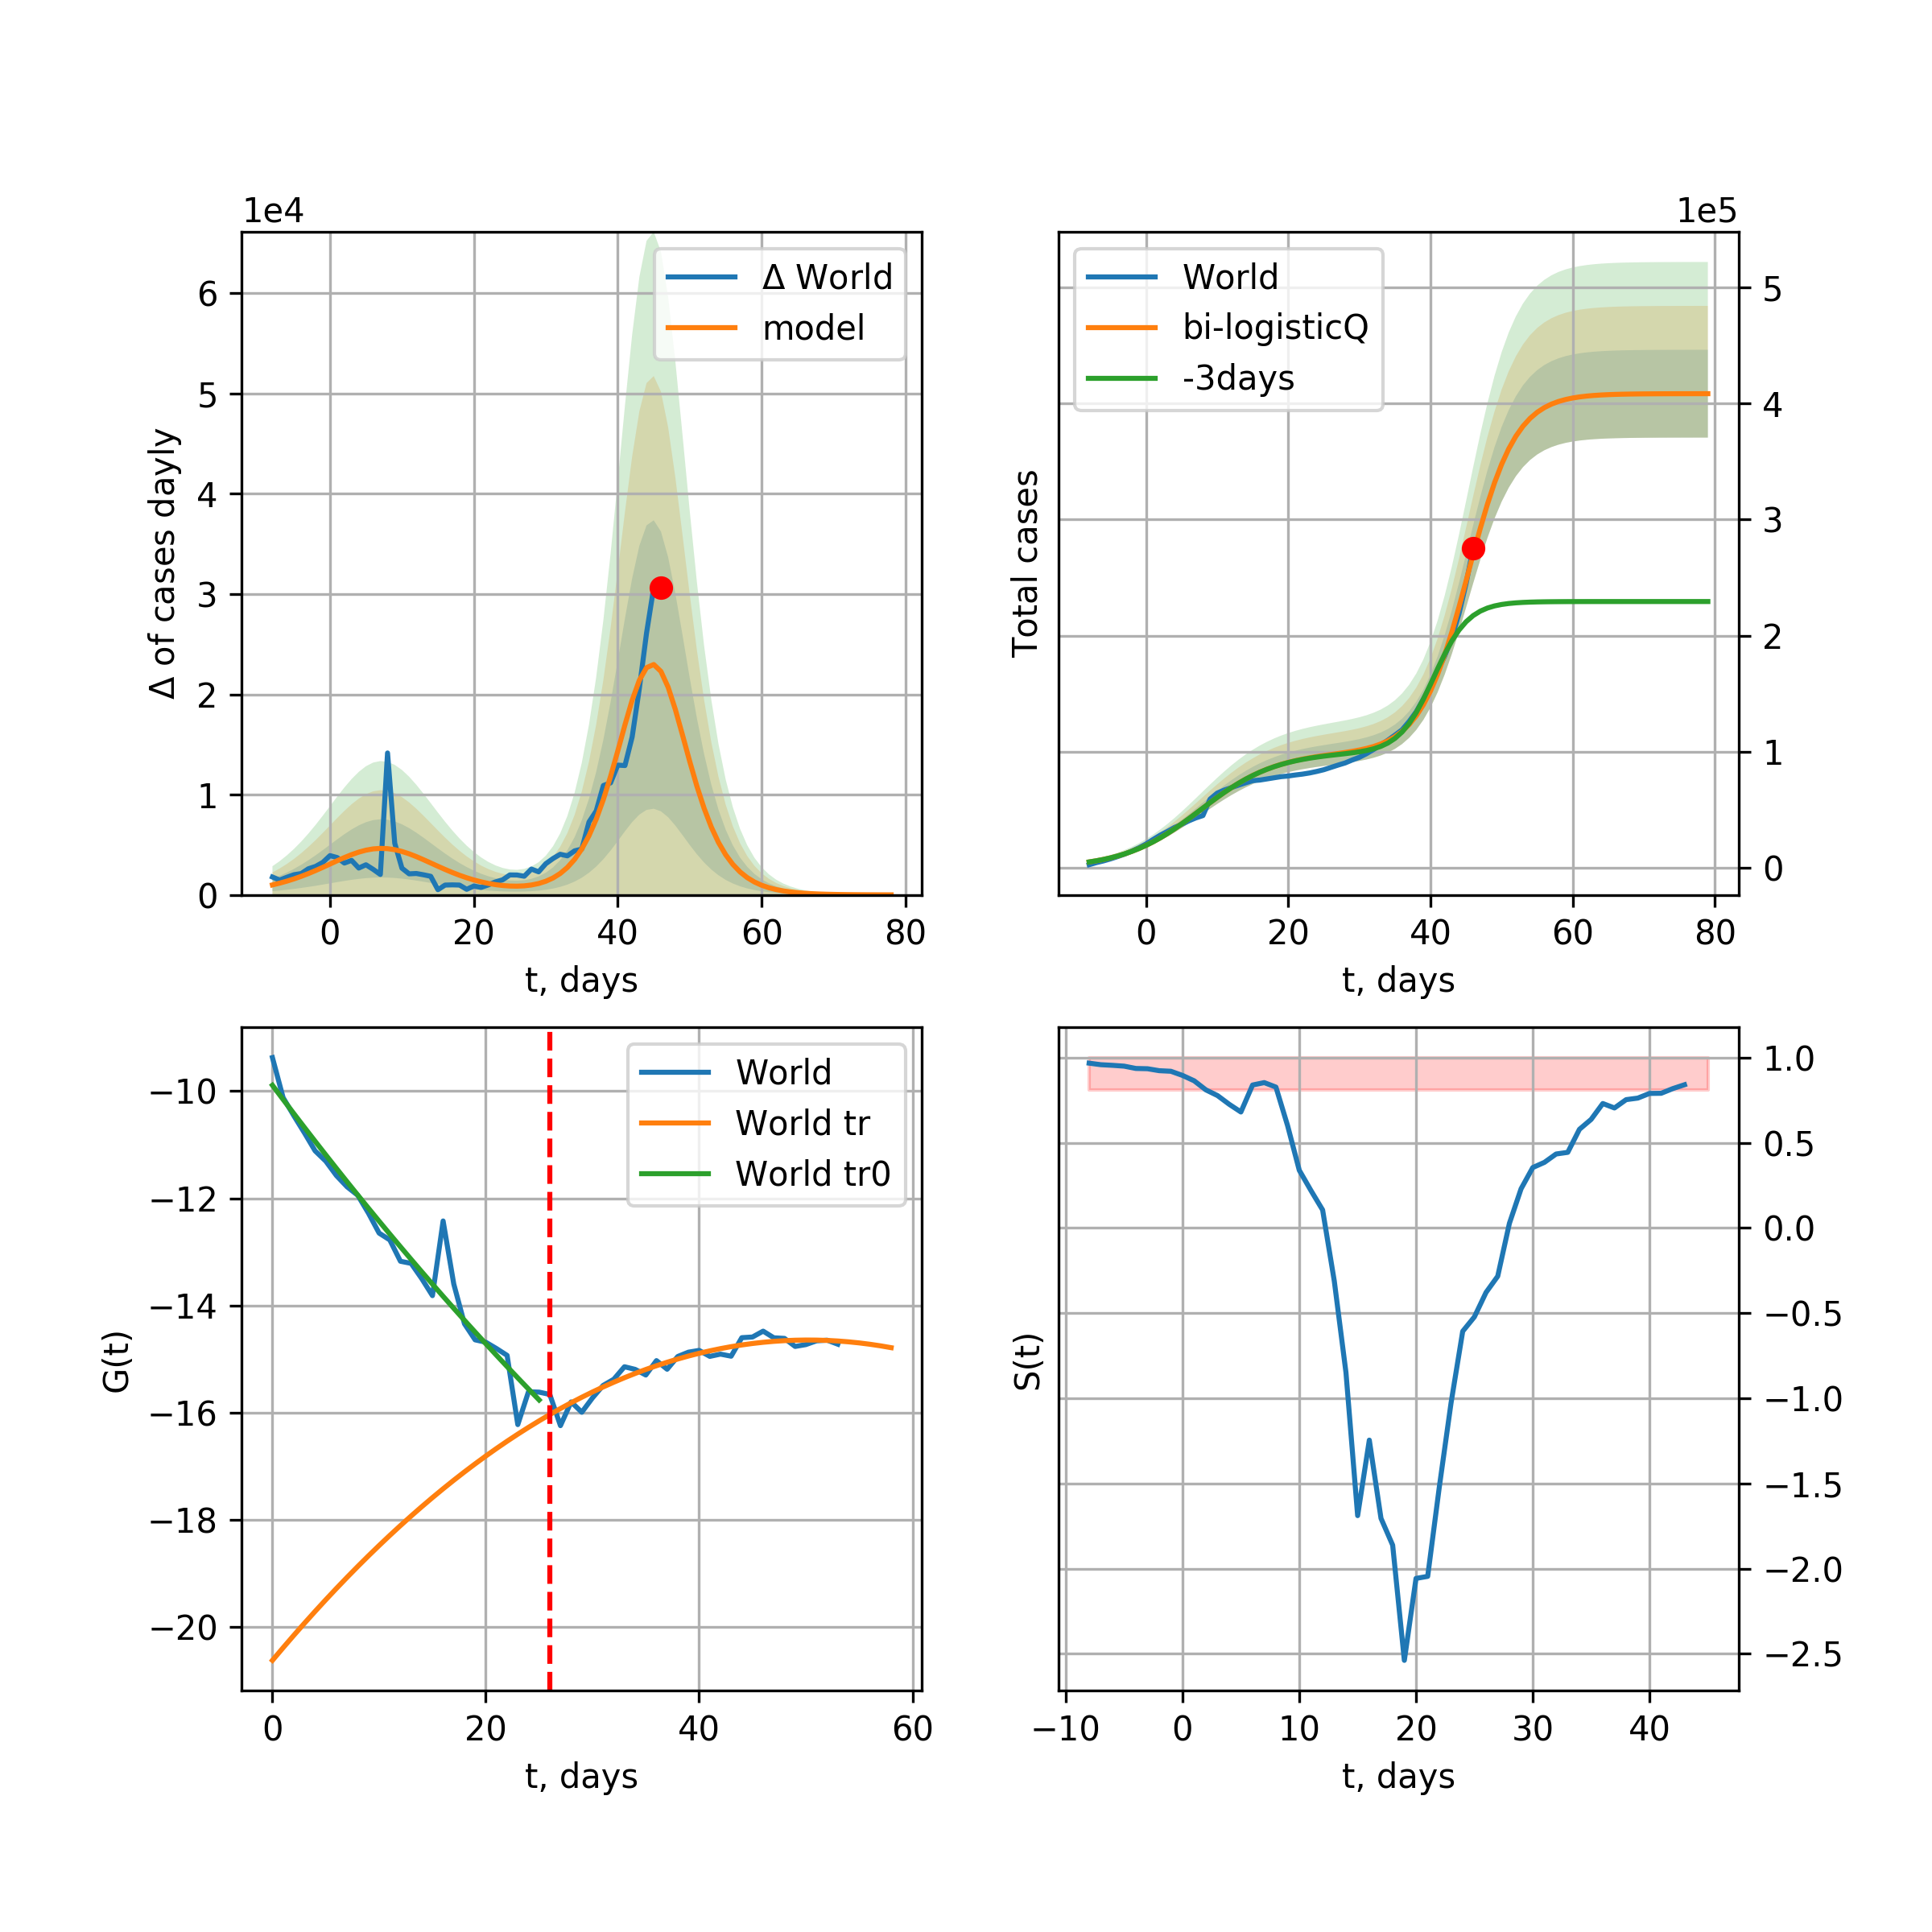 1e4
Δ World
model
6
5
4
3
2
1
0
Δ of cases dayly
0 20 40 60 80
t, days
1e5
World
bi-logisticQ
-3days
5
4
3
2
1
0
Total cases
0 20 40 60 80
t, days
World
World tr
World tr0
−10
−12
−14
−16
−18
−20
G(t)
0 20 40 60
t, days
1.0
0.5
0.0
−0.5
−1.0
−1.5
−2.0
−2.5
S(t)
−10 0 10 20 30 40
t, days